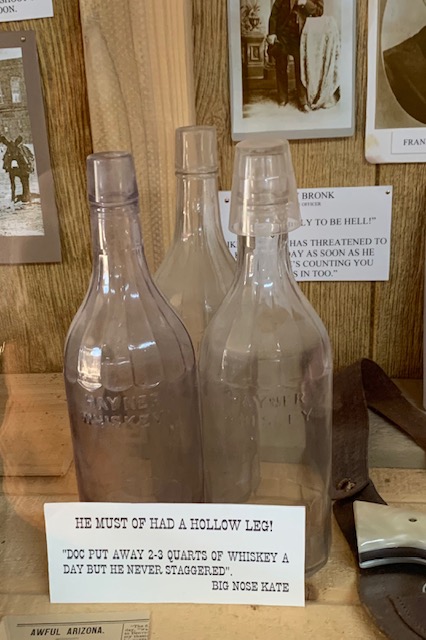 OON.
FRAN
BRONK
OFFICER
LY TO BE HELL!"
HAS THREATENED TO
DAY AS SOON AS HE
COUNTING YOU
S IN TOO."
HAYNER
WHISKEY
HE MUST OF HAD A HOLLOW LEG!
"DOC PUT AWAY 2-3 QUARTS OF WHISKEY A
DAY BUT HE NEVER STAGGERED".
BIG NOSE KATE
AWFUL ARIZONA.